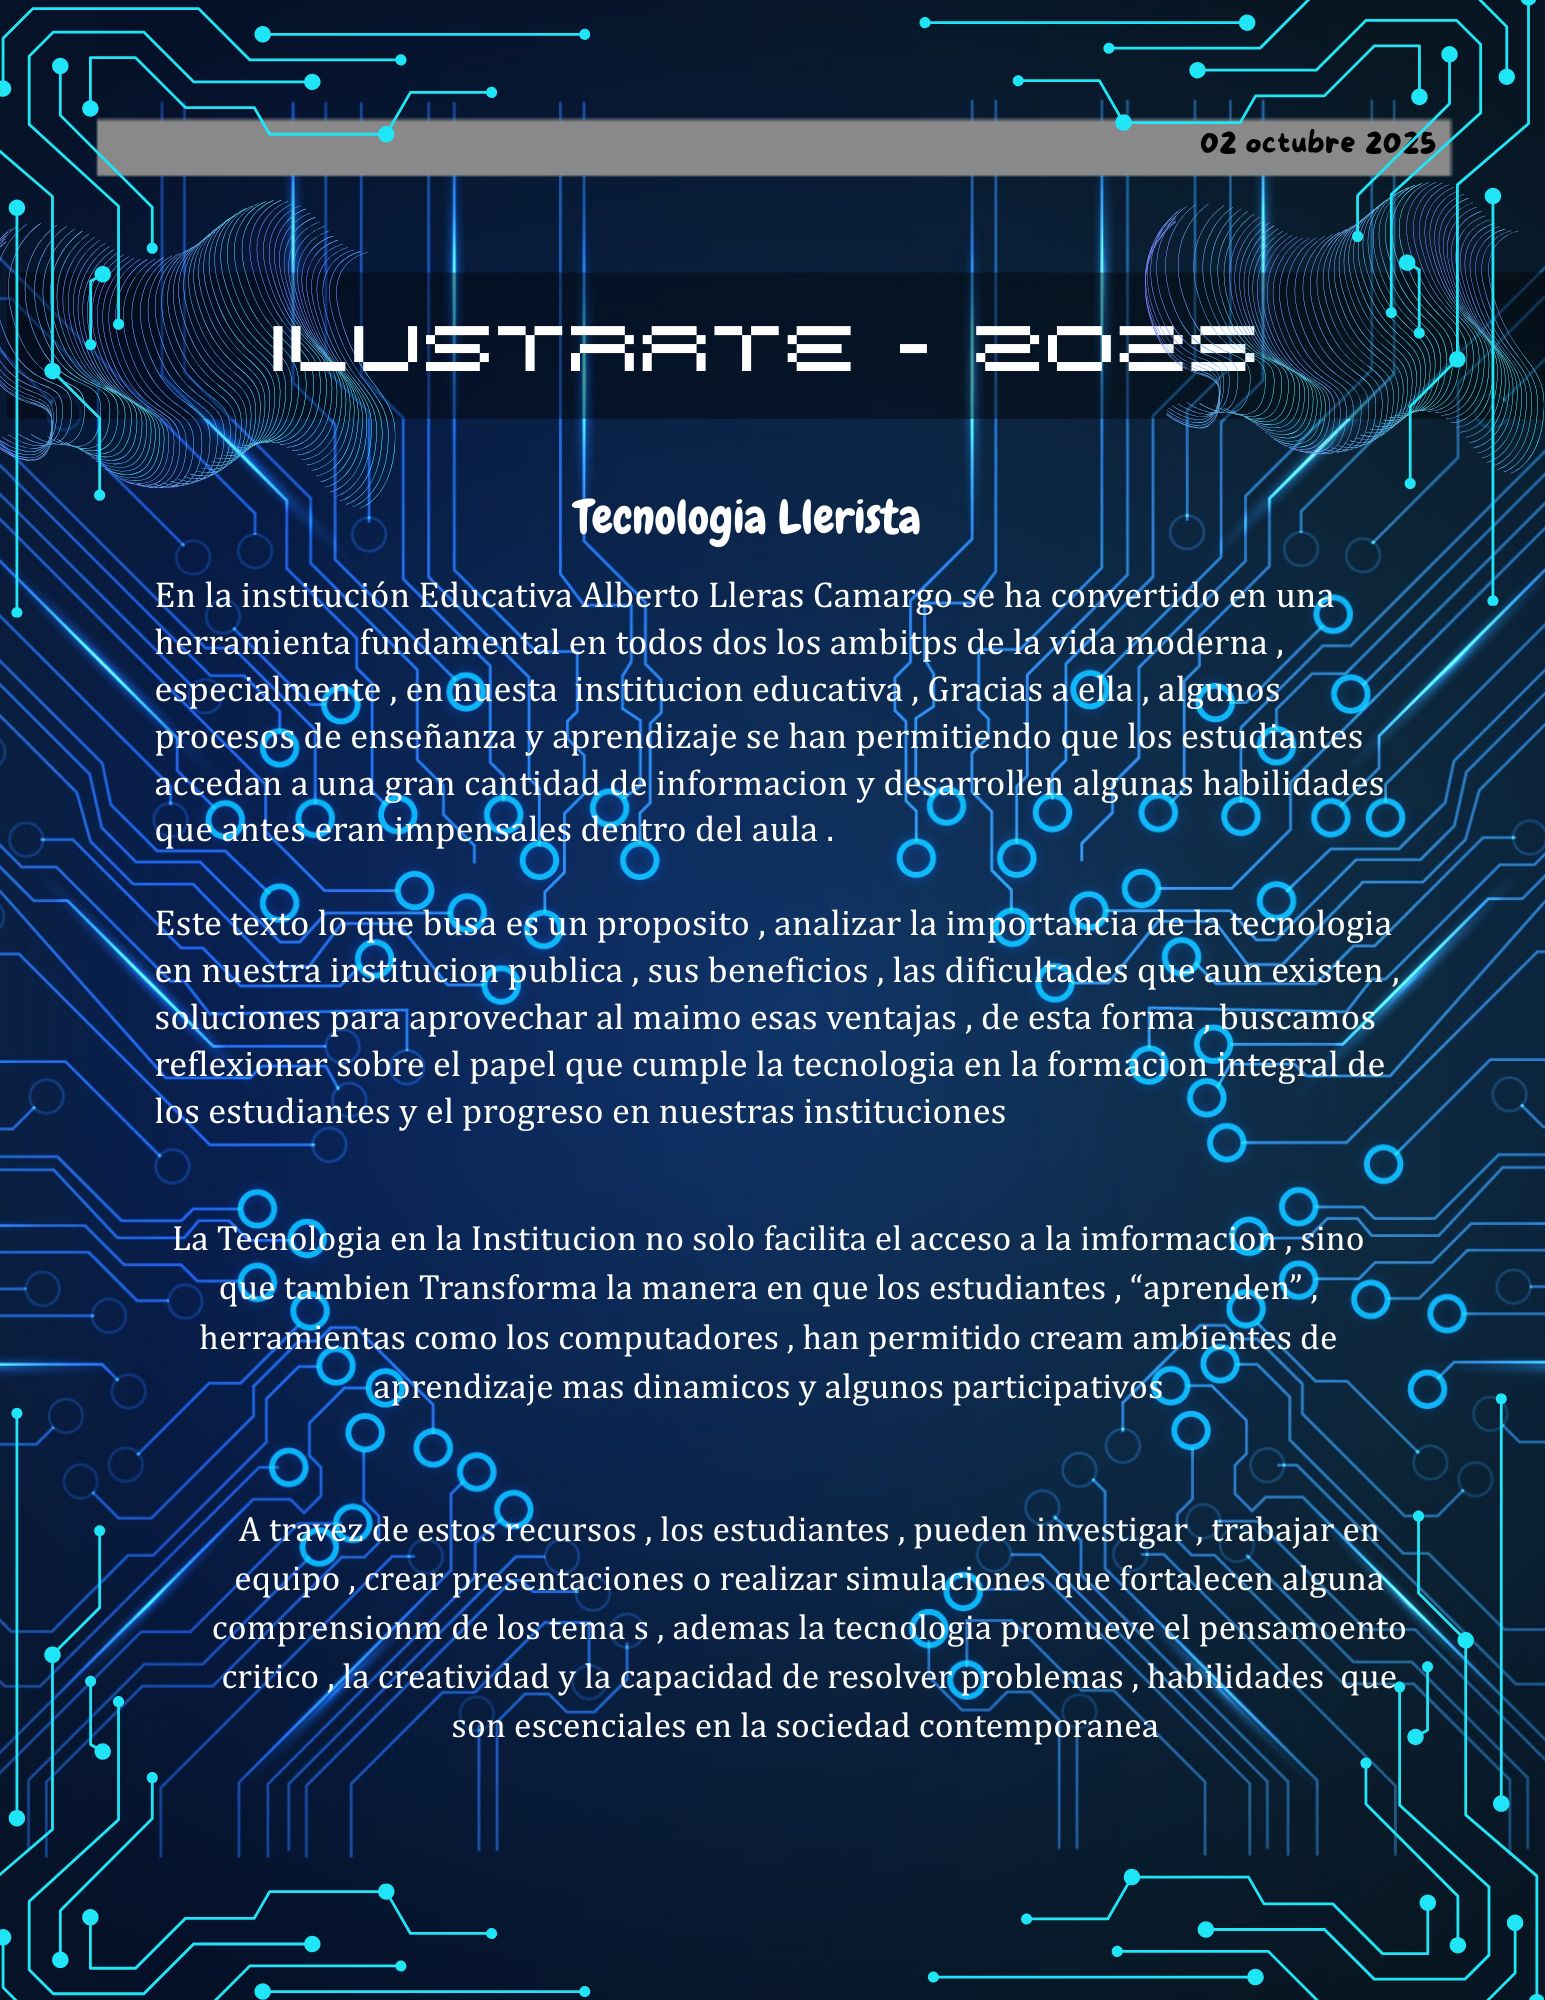 02 octubre 2025
ILUSTRATE - 2025
Tecnologia Llerista
En la institución Educativa Alberto Lleras Camargo se ha convertido en una
herramienta fundamental en todos dos los ambitps de la vida moderna ,
especialmente , en nuesta  institucion educativa , Gracias a ella , algunos
procesos de enseñanza y aprendizaje se han permitiendo que los estudiantes
accedan a una gran cantidad de informacion y desarrollen algunas habilidades
que antes eran impensales dentro del aula .
Este texto lo que busa es un proposito , analizar la importancia de la tecnologia
en nuestra institucion publica , sus beneficios , las dificultades que aun existen ,
soluciones para aprovechar al maimo esas ventajas , de esta forma , buscamos
reflexionar sobre el papel que cumple la tecnologia en la formacion integral de
los estudiantes y el progreso en nuestras instituciones
La Tecnologia en la Institucion no solo facilita el acceso a la imformacion , sino
que tambien Transforma la manera en que los estudiantes , “aprenden” ,
herramientas como los computadores , han permitido cream ambientes de
aprendizaje mas dinamicos y algunos participativos
A travez de estos recursos , los estudiantes , pueden investigar , trabajar en
equipo , crear presentaciones o realizar simulaciones que fortalecen alguna
comprensionm de los tema s , ademas la tecnologia promueve el pensamoento
critico , la creatividad y la capacidad de resolver problemas , habilidades  que
son escenciales en la sociedad contemporanea